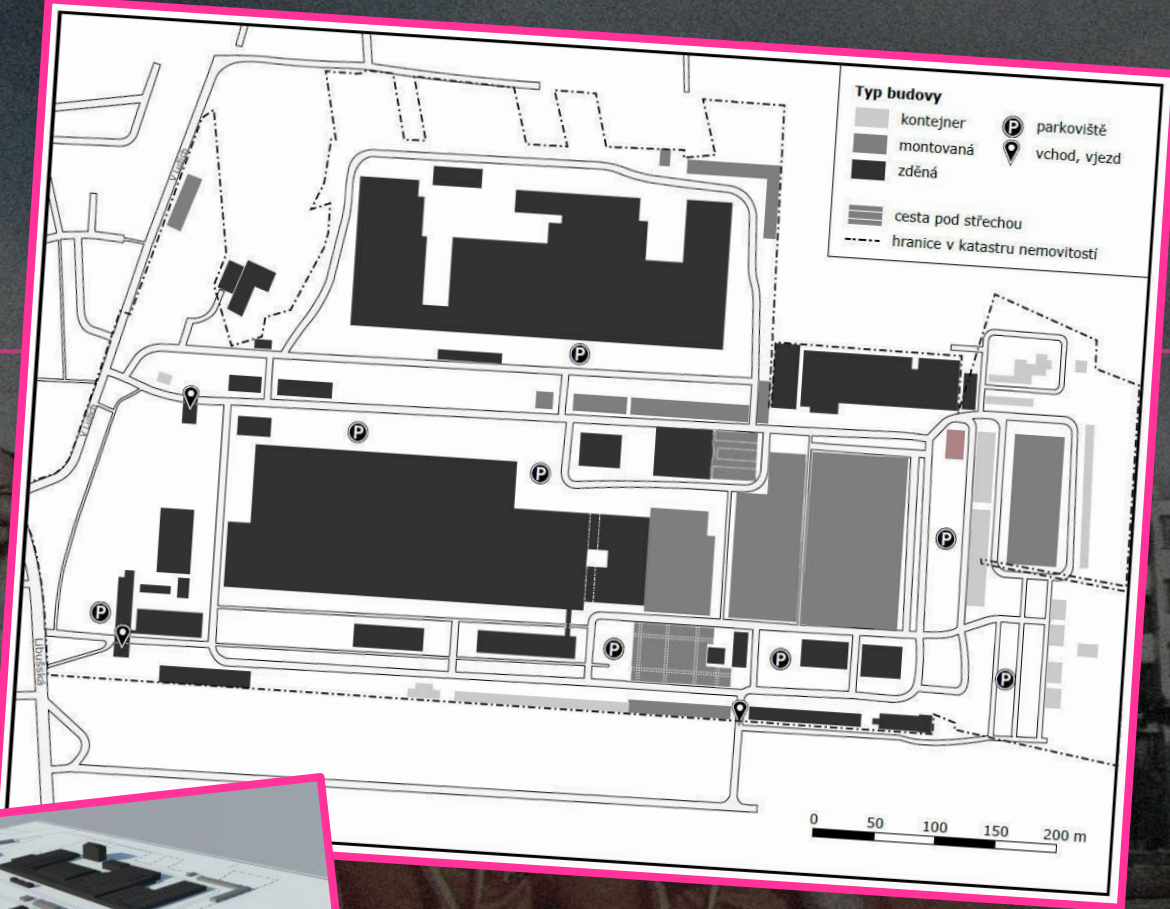 Typ budovy
kontejner
montovaná
zděná
P parkoviště
vchod, vjezd
cesta pod střechou
hranice v katastru nemovitostí
P
P
P
P
P
P
P
P
Libušská
0 50 100 150 200 m